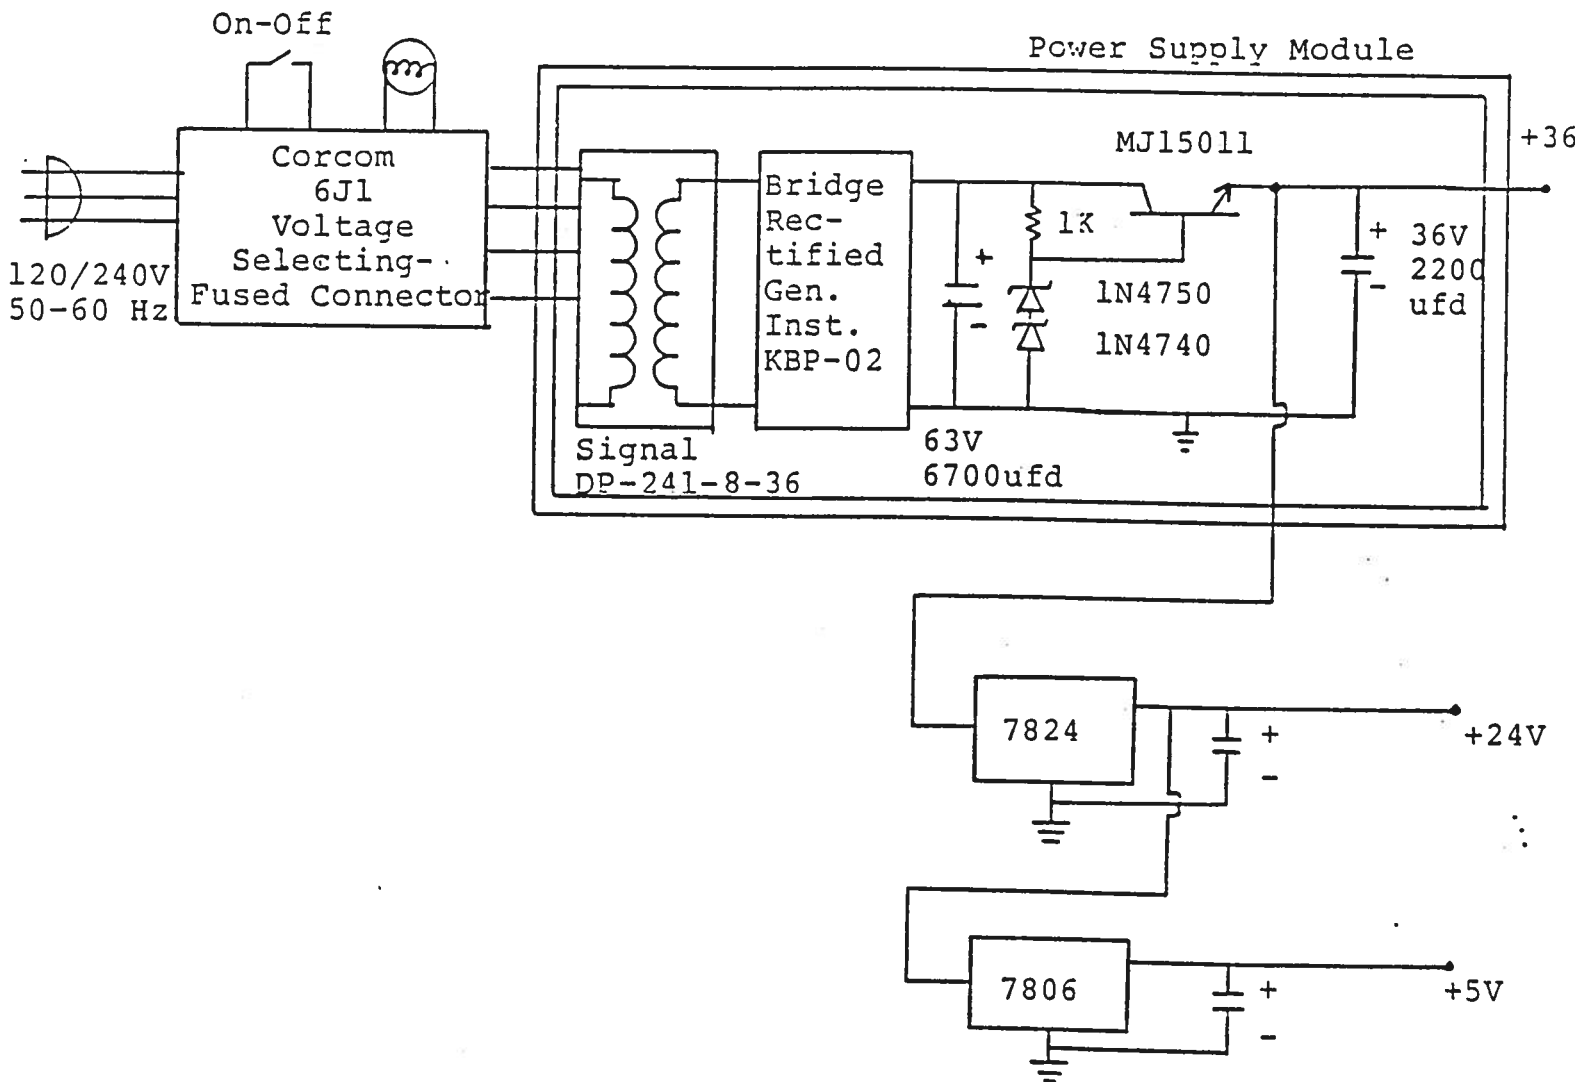 On-Off
Power Supply Module
Corcom
6J1
Voltage
Selecting-
Fused Connector
120/240V
50-60 Hz
Bridge
Rec-
tified
Gen.
Inst.
KBP-02
Signal
DP-241-8-36
+
-
63V
6700ufd
1K
MJ15011
1N4750
1N4740
+36
+
-
36V
2200
ufd
7824
+
-
+24V
7806
+
-
+5V